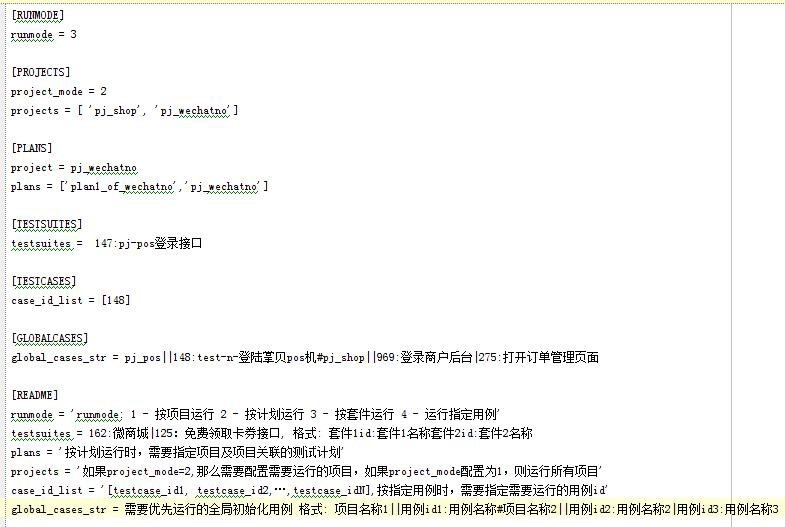 [RUNMODE]
runmode = 3
[PROJECTS]
project_mode = 2
projects = [ 'pj_shop', 'pj_wechatno']
[PLANS]
project = pj_wechatno
plans = ['plan1_of_wechatno','pj_wechatno']
[TESTSUITES]
testsuites =  147:pj-pos登录接口
[TESTCASES]
case_id_list = [148]
[GLOBALCASES]
global_cases_str = pj_pos||148:test-n-登陆掌贝pos机#pj_shop||969:登录商户后台|275:打开订单管理页面
[README]
runmode = 'runmode: 1 - 按项目运行 2 - 按计划运行 3 - 按套件运行 4 - 运行指定用例'
testsuites = 162:微商城|125: 免费领取卡券接口, 格式: 套件1id:套件1名称套件2id:套件2名称
plans = '按计划运行时，需要指定项目及项目关联的测试计划'
projects = '如果project_mode=2,那么需要配置需要运行的项目，如果project_mode配置为1，则运行所有项目'
case_id_list = '[testcase_id1, testcase_id2,…,testcase_idN],按指定用例时，需要指定需要运行的用例id'
global_cases_str = 需要优先运行的全局初始化用例 格式: 项目名称1||用例id1:用例名称#项目名称2||用例id2:用例名称2|用例id3:用例名称3